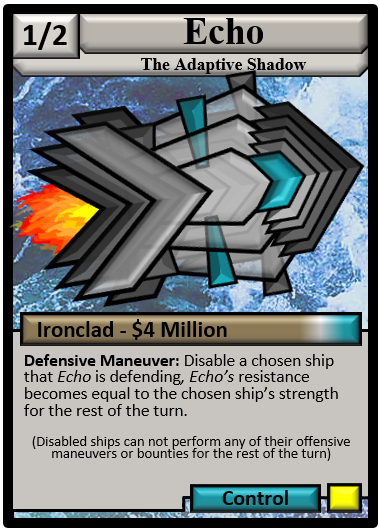 1/2
Echo
The Adaptive Shadow
Ironclad - $4 Million
Defensive Maneuver: Disable a chosen ship
that Echo is defending, Echo's resistance
becomes equal to the chosen ship's strength
for the rest of the turn.
(Disabled ships can not perform any of their offensive
maneuvers or bounties for the rest of the turn)
Control